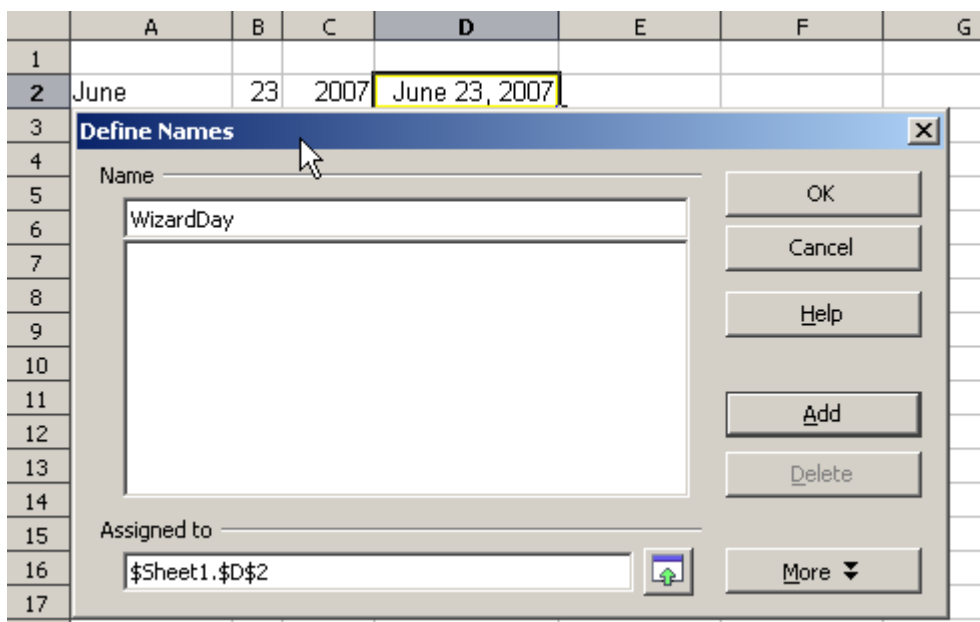 A B C D E F G
1
2 June 23 2007 June 23, 2007
3 Define Names
4
Name
5 OK
6 WizardDay
7 Cancel
8
9 Help
10
11
12 Add
13
14 Delete
15 Assigned to
16 $Sheet1.$D$2 More
17